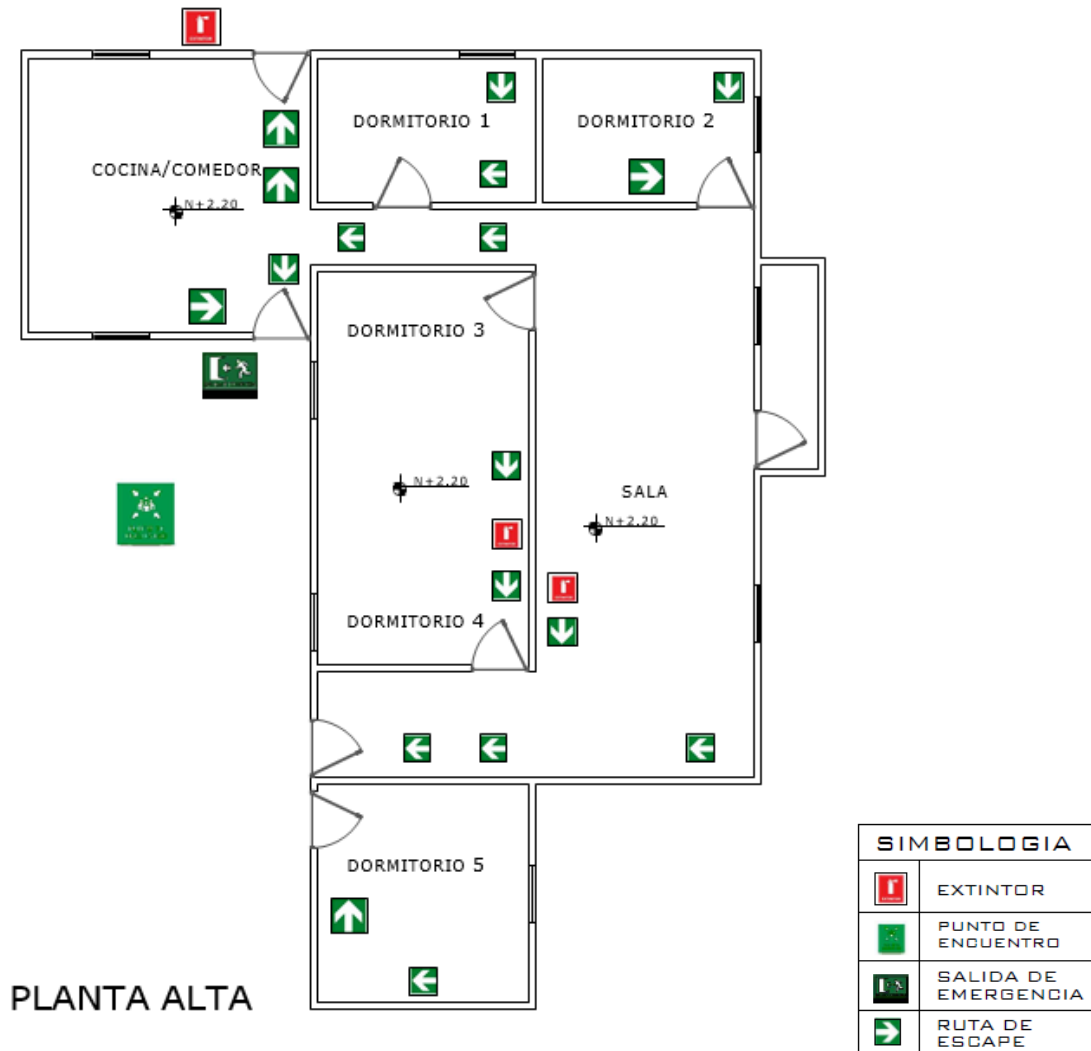 DORMITORIO 1
DORMITORIO 2
COCINA/COMEDOR
N+2.20
DORMITORIO 3
N+2.20
SALA
N+2.20
DORMITORIO 4
DORMITORIO 5
PLANTA ALTA
SIMBOLOGIA
EXTINTOR
PUNTO DE
ENCUENTRO
SALIDA DE
EMERGENCIA
RUTA DE
ESCAPE